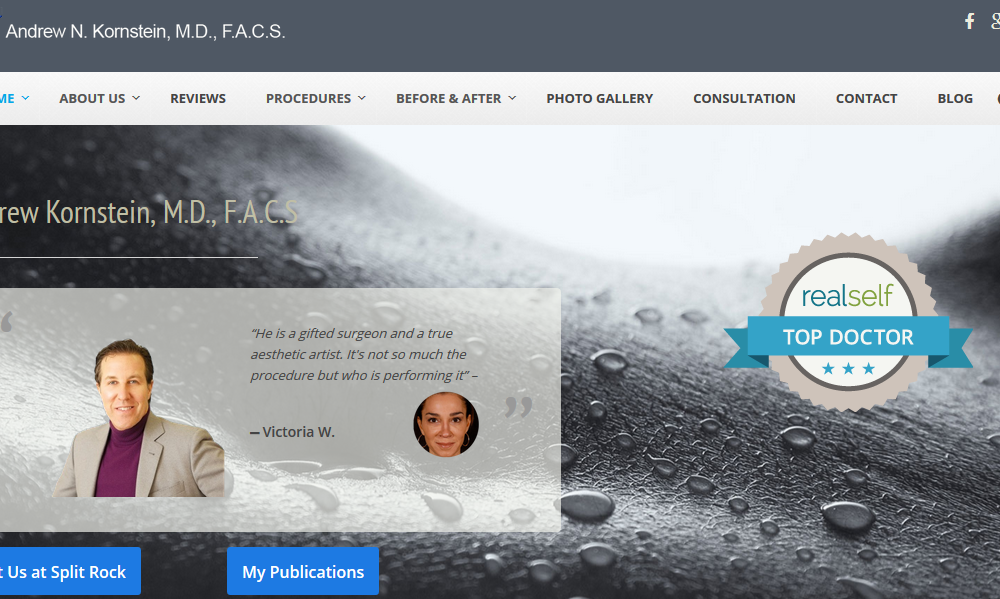 Andrew N. Kornstein, M.D., F.A.C.S.
ME ABOUT US REVIEWS PROCEDURES BEFORE & AFTER PHOTO GALLERY CONSULTATION CONTACT BLOG
rew Kornstein, M.D., F.A.C.S
“He is a gifted surgeon and a true
aesthetic artist. It's not so much the
procedure but who is performing it” –
– Victoria W.
realself
TOP DOCTOR
t Us at Split Rock
My Publications